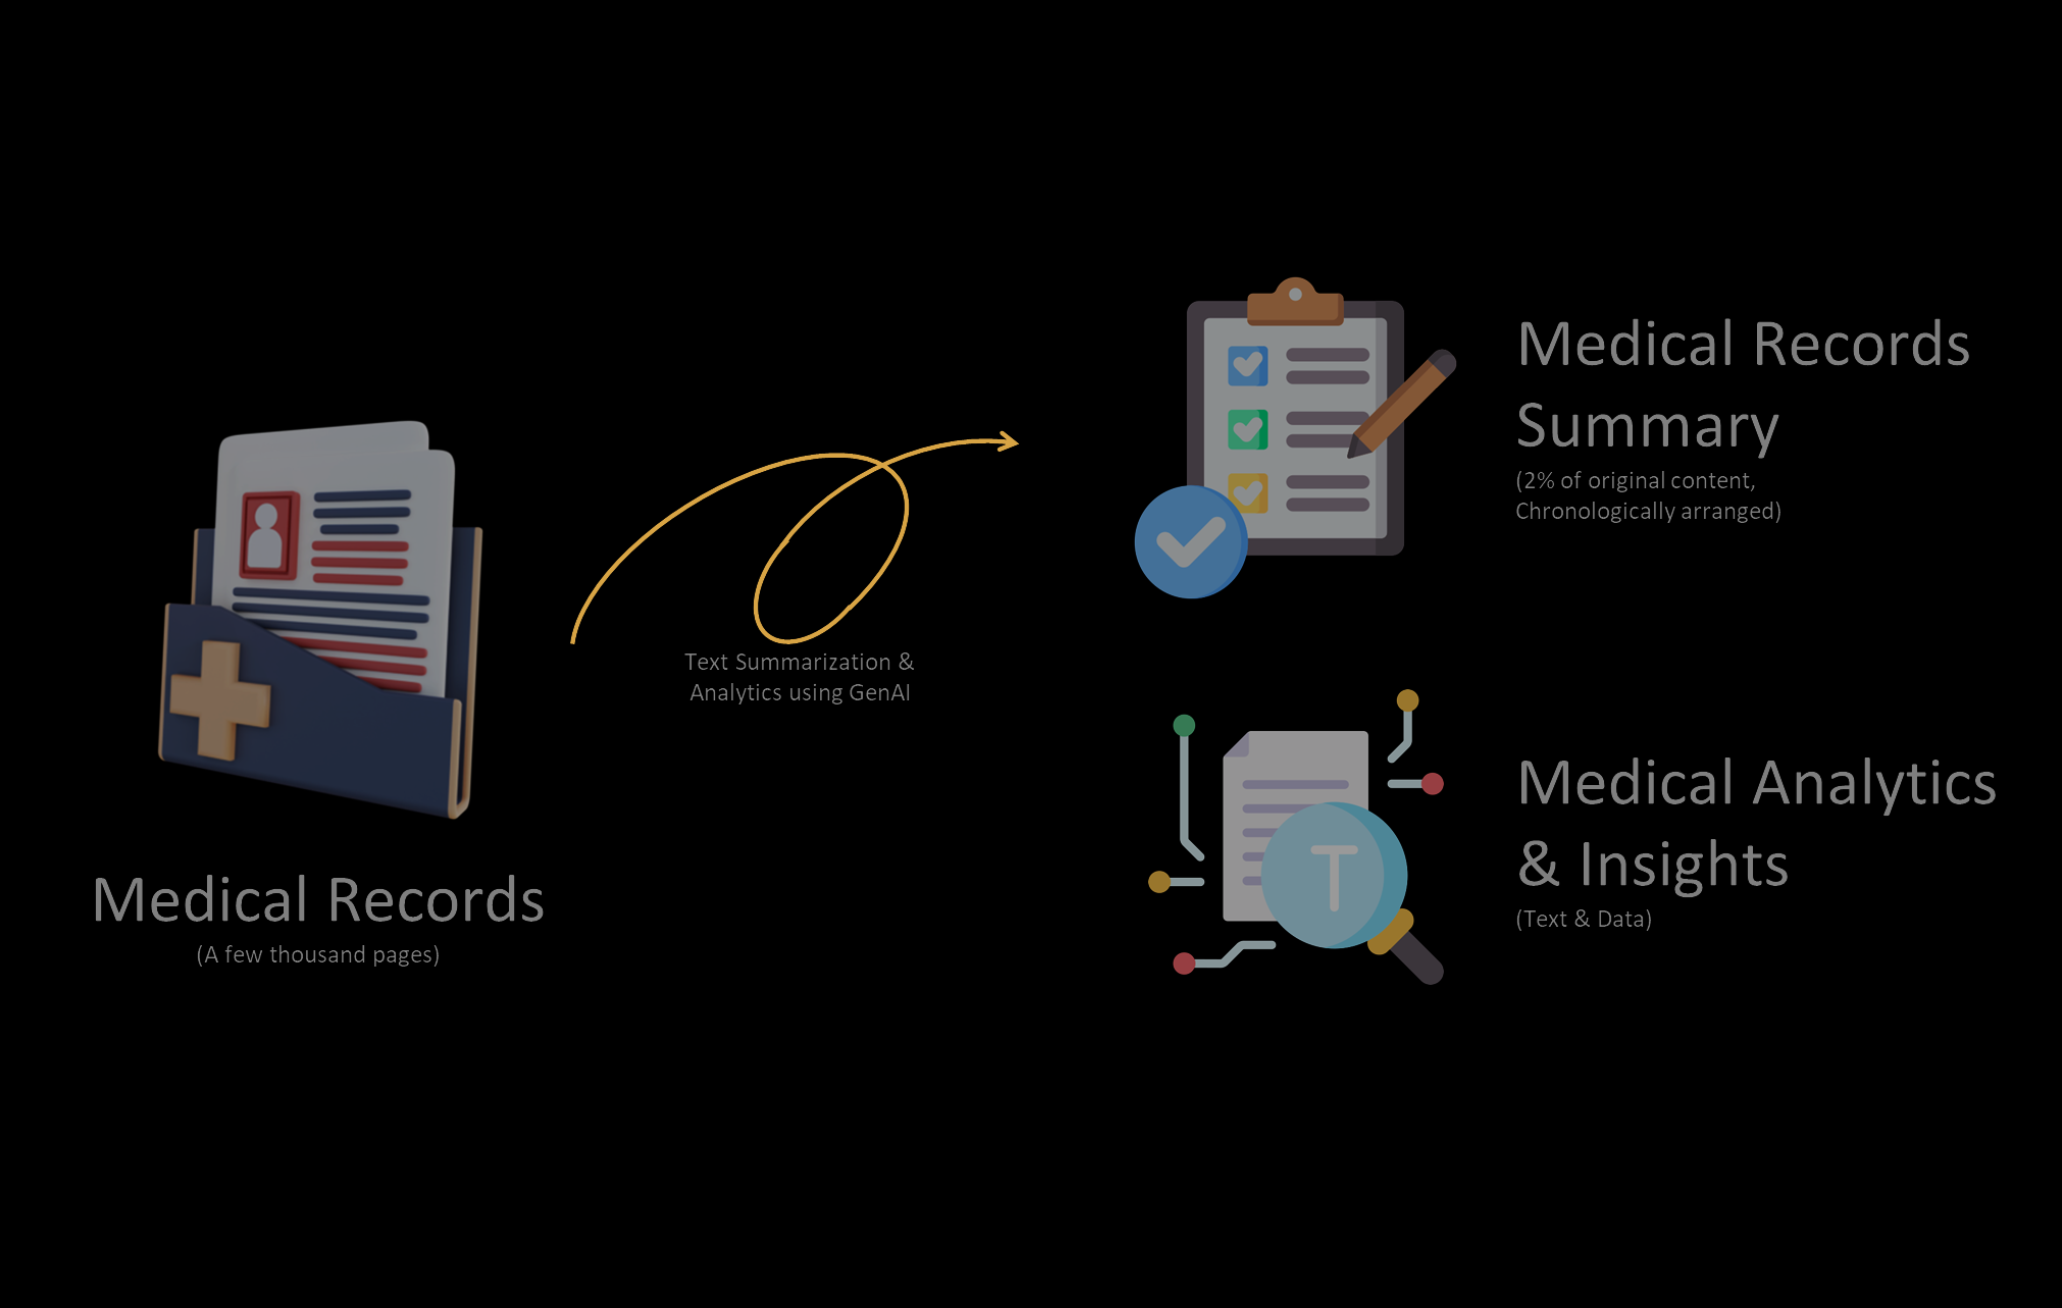 Medical Records
(A few thousand pages)
Text Summarization &
Analytics using GenAI
Medical Records
Summary
(2% of original content,
Chronologically arranged)
T
Medical Analytics
& Insights
(Text & Data)